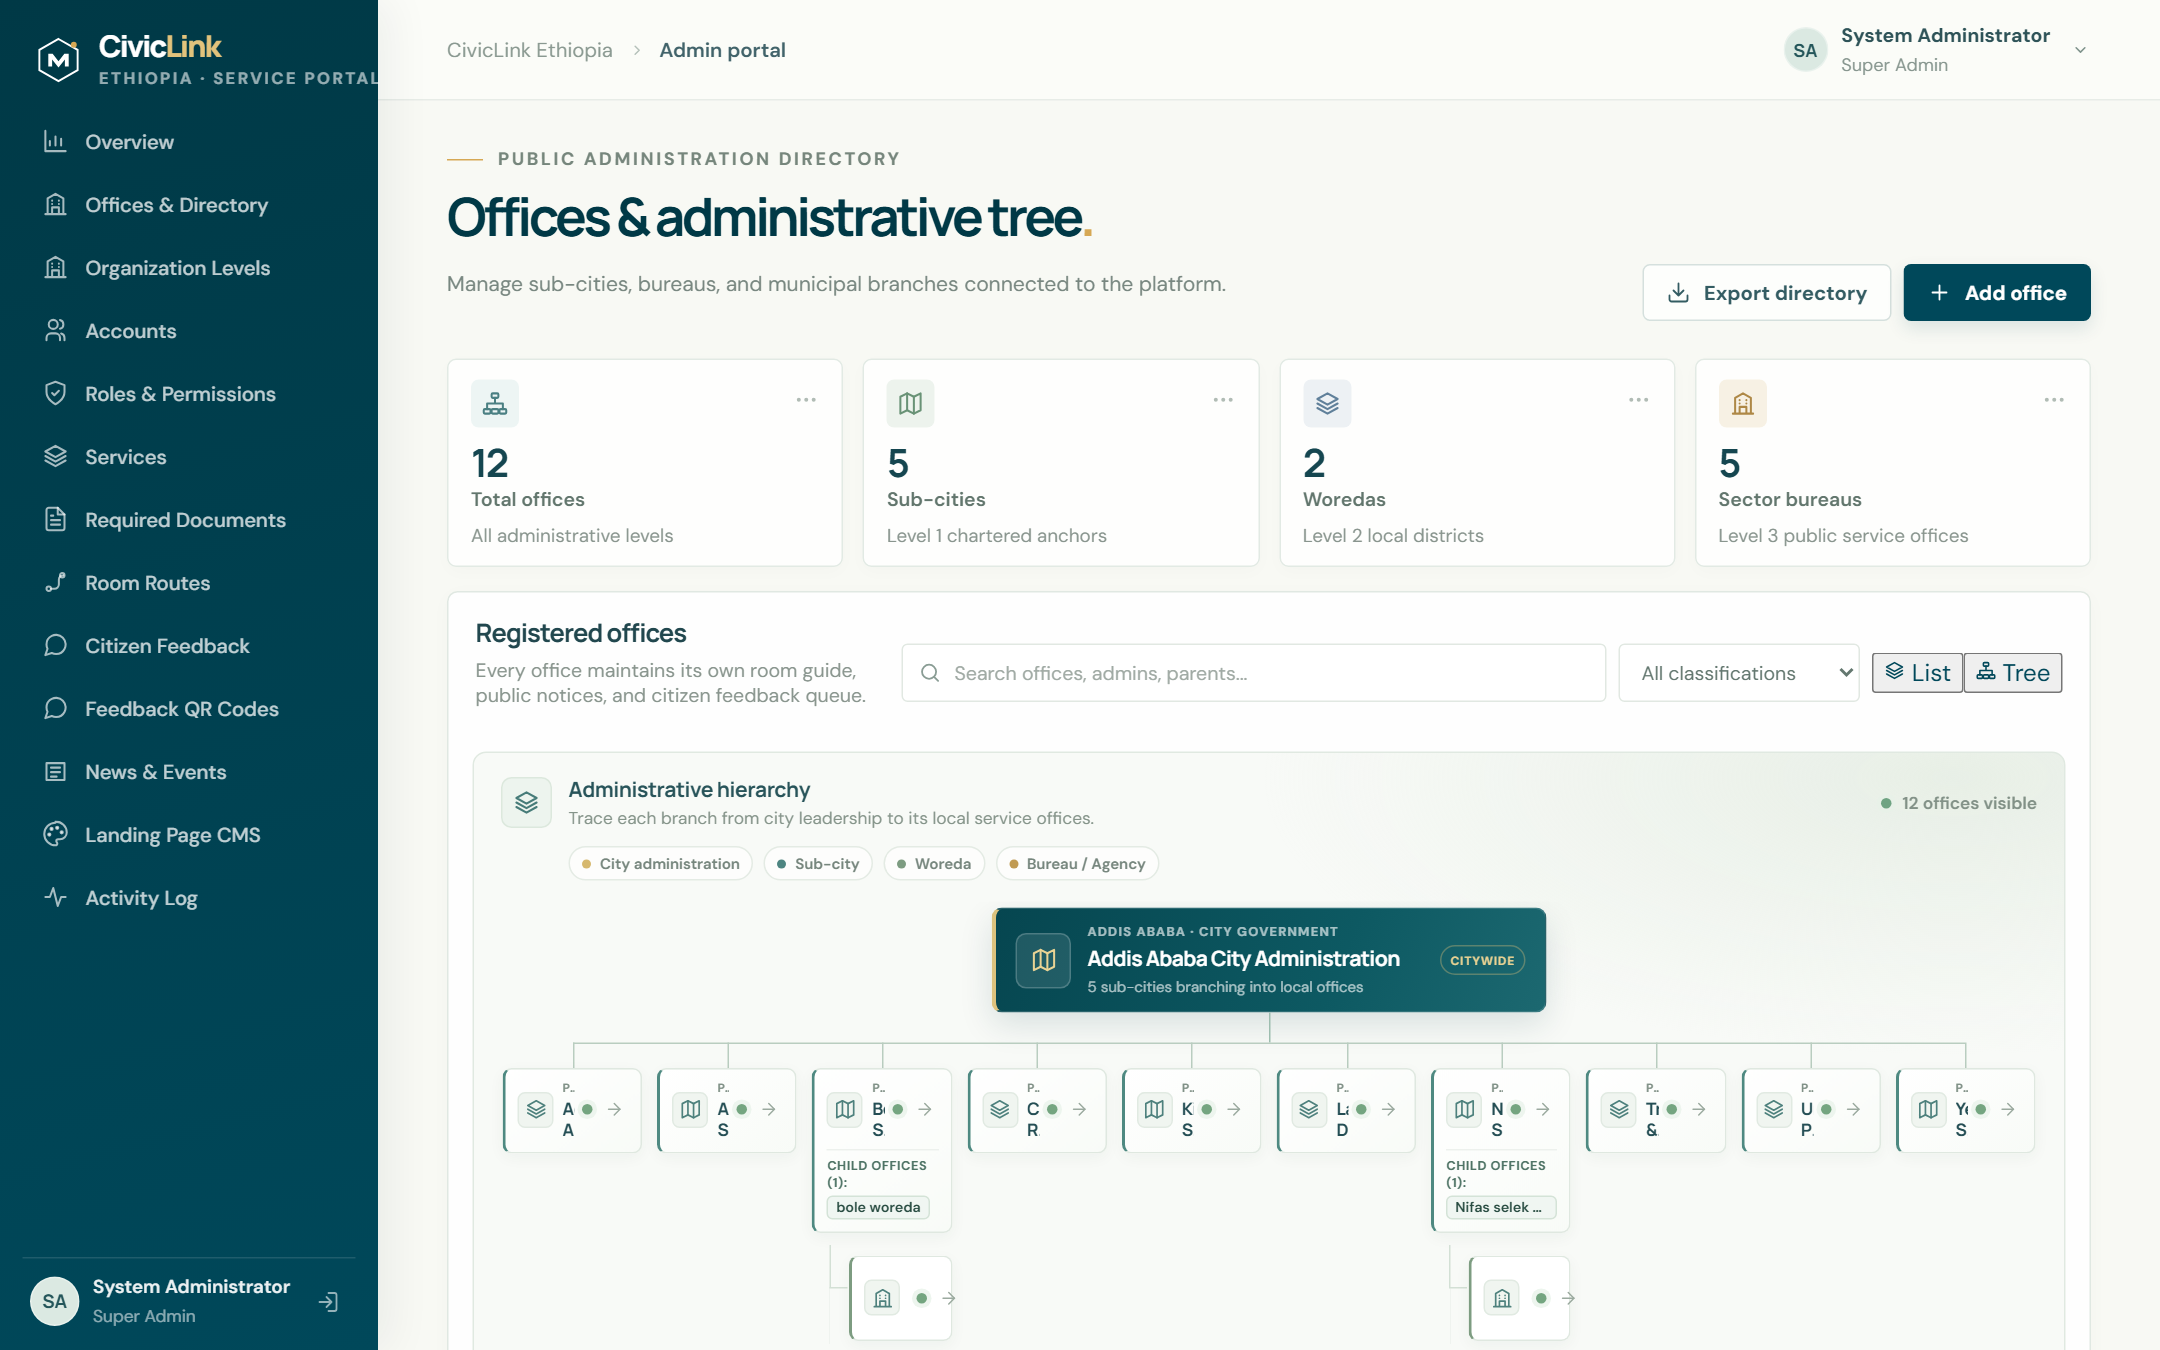 CivicLink
ETHIOPIA · SERVICE PORTAL
Overview
Offices & Directory
Organization Levels
Accounts
Roles & Permissions
Services
Required Documents
Room Routes
Citizen Feedback
Feedback QR Codes
News & Events
Landing Page CMS
Activity Log
SA
System Administrator
Super Admin
CivicLink Ethiopia
Admin portal
SA
System Administrator
Super Admin
PUBLIC ADMINISTRATION DIRECTORY
Offices & administrative tree.
Manage sub-cities, bureaus, and municipal branches connected to the platform.
Export directory
Add office
12
Total offices
All administrative levels
5
Sub-cities
Level 1 chartered anchors
2
Woredas
Level 2 local districts
5
Sector bureaus
Level 3 public service offices
Registered offices
Every office maintains its own room guide,
public notices, and citizen feedback queue.
Search offices, admins, parents...
All classifications
List
Tree
Administrative hierarchy
Trace each branch from city leadership to its local service offices.
12 offices visible
City administration
Sub-city
Woreda
Bureau / Agency
ADDIS ABABA · CITY GOVERNMENT
Addis Ababa City Administration
5 sub-cities branching into local offices
CITYWIDE
P..
A
A
P..
A
S
P..
B
S
CHILD OFFICES
(1):
bole woreda
P..
C
R
P..
K
S
P..
L
D
P..
N
S
CHILD OFFICES
(1):
Nifas selek ...
P..
Tr
&
P..
U
P
P..
Y
S